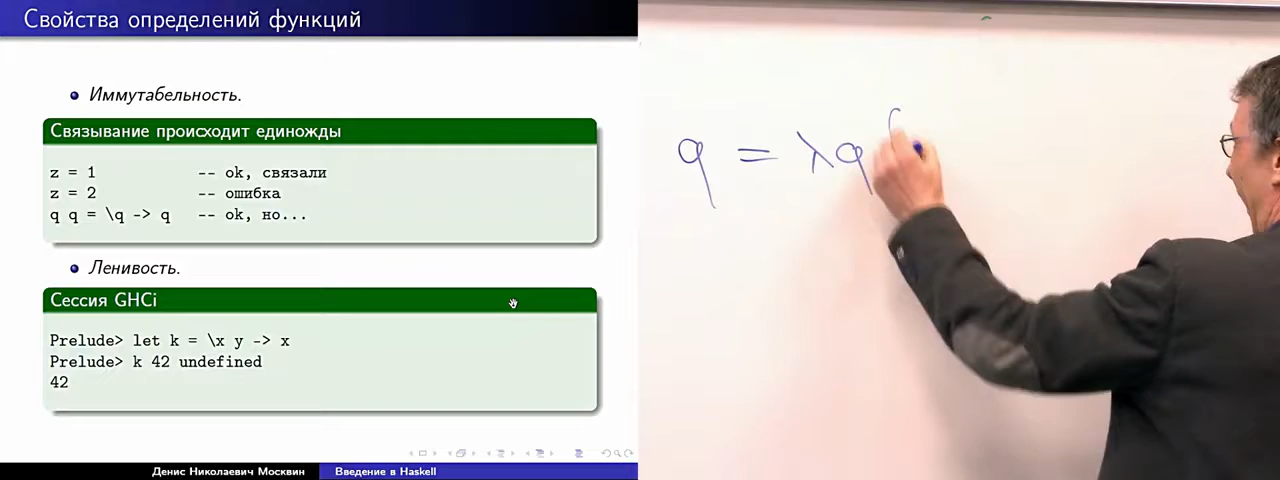 Свойства определений функций
Иммутабельность.
Связывание происходит единожды
z = 1 -- ok, связали
z = 2 -- ошибка
q q = \q -> q -- ok, но...
Ленивость.
Сессия GHCi
Prelude> let k = \x y -> x
Prelude> k 42 undefined
42
Денис Николаевич Москвин Введение в Haskell
q = λq